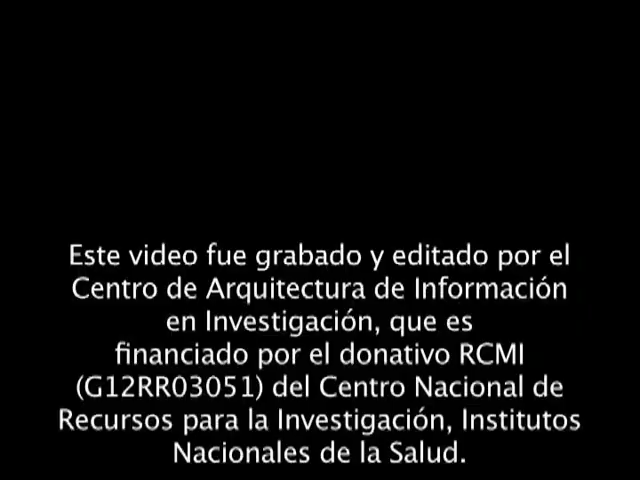 Este video fue grabado y editado por el
Centro de Arquitectura de Información
en Investigación, que es
financiado por el donativo RCMI
(G12RR03051) del Centro Nacional de
Recursos para la Investigación, Institutos
Nacionales de la Salud.